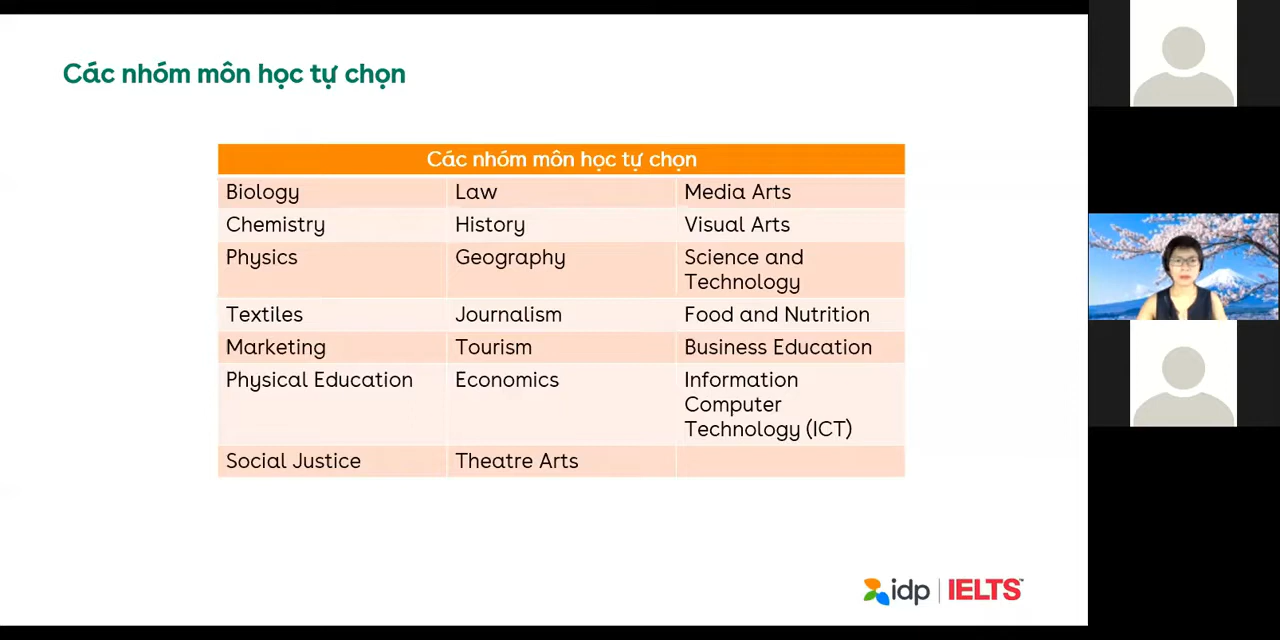 Các nhóm môn học tự chọn
Các nhóm môn học tự chọn
Biology Law Media Arts
Chemistry History Visual Arts
Physics Geography Science and
Technology
Textiles Journalism Food and Nutrition
Marketing Tourism Business Education
Physical Education Economics Information
Computer
Technology (ICT)
Social Justice Theatre Arts
idp IELTS™